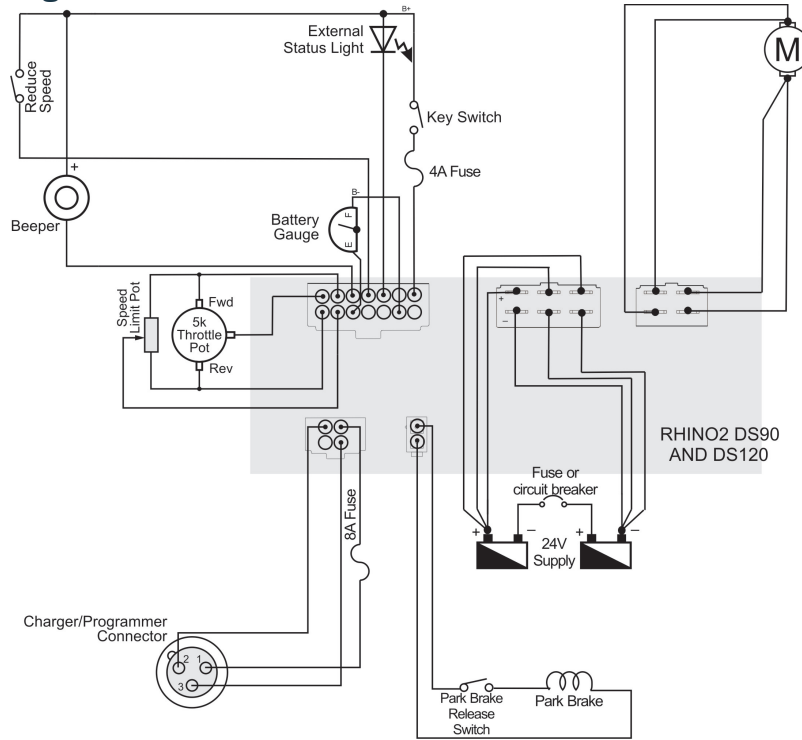 B+
External
Status Light
M
Reduce
Speed
Key Switch
+
4A Fuse
B-
Battery
Gauge
F
E
Beeper
Speed
Limit Pot
Fwd
5k
Throttle
Pot
Rev
+
–
RHINO2 DS90
AND DS120
Fuse or
circuit breaker
+
–
+
–
24V
Supply
8A Fuse
Charger/Programmer
Connector
2
1
3
Park Brake
Release
Switch
Park Brake